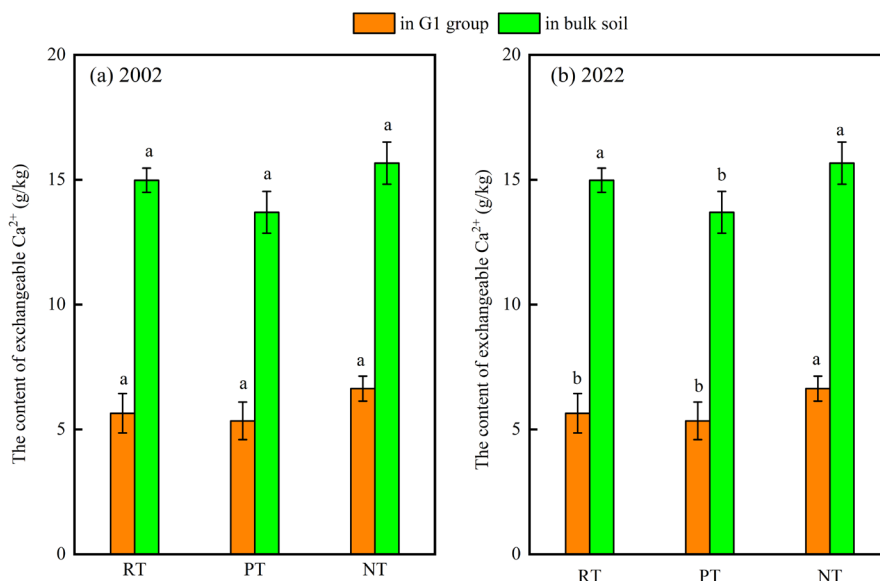 in G1 group in bulk soil
(a) 2002
The content of exchangeable Ca²⁺ (g/kg)
20
15
10
5
0
a a a
a a a
RT PT NT
(b) 2022
The content of exchangeable Ca²⁺ (g/kg)
20
15
10
5
0
a b a
b b a
RT PT NT